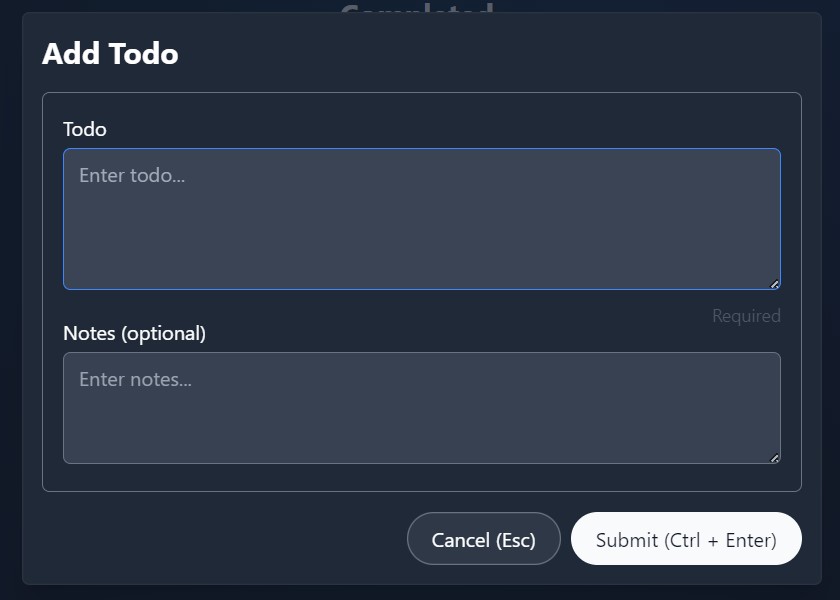 Completed
Add Todo
Todo
Enter todo...
Required
Notes (optional)
Enter notes...
Cancel (Esc)
Submit (Ctrl + Enter)